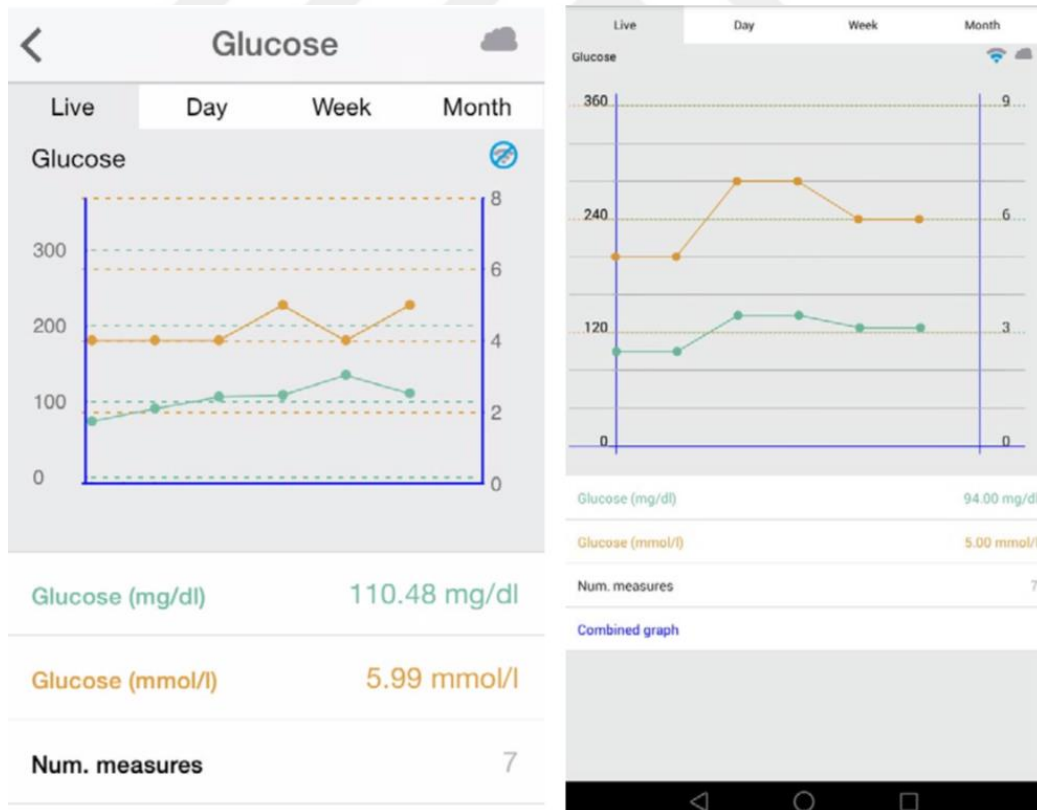 Glucose
Live Day Week Month
Glucose
8
300
6
200
4
100
2
0
0
Glucose (mg/dl) 110.48 mg/dl
Glucose (mmol/l) 5.99 mmol/l
Num. measures 7
Live Day Week Month
Glucose
360 9
240 6
120 3
0 0
Glucose (mg/dl) 94.00 mg/dl
Glucose (mmol/l) 5.00 mmol/l
Num. measures 7
Combined graph